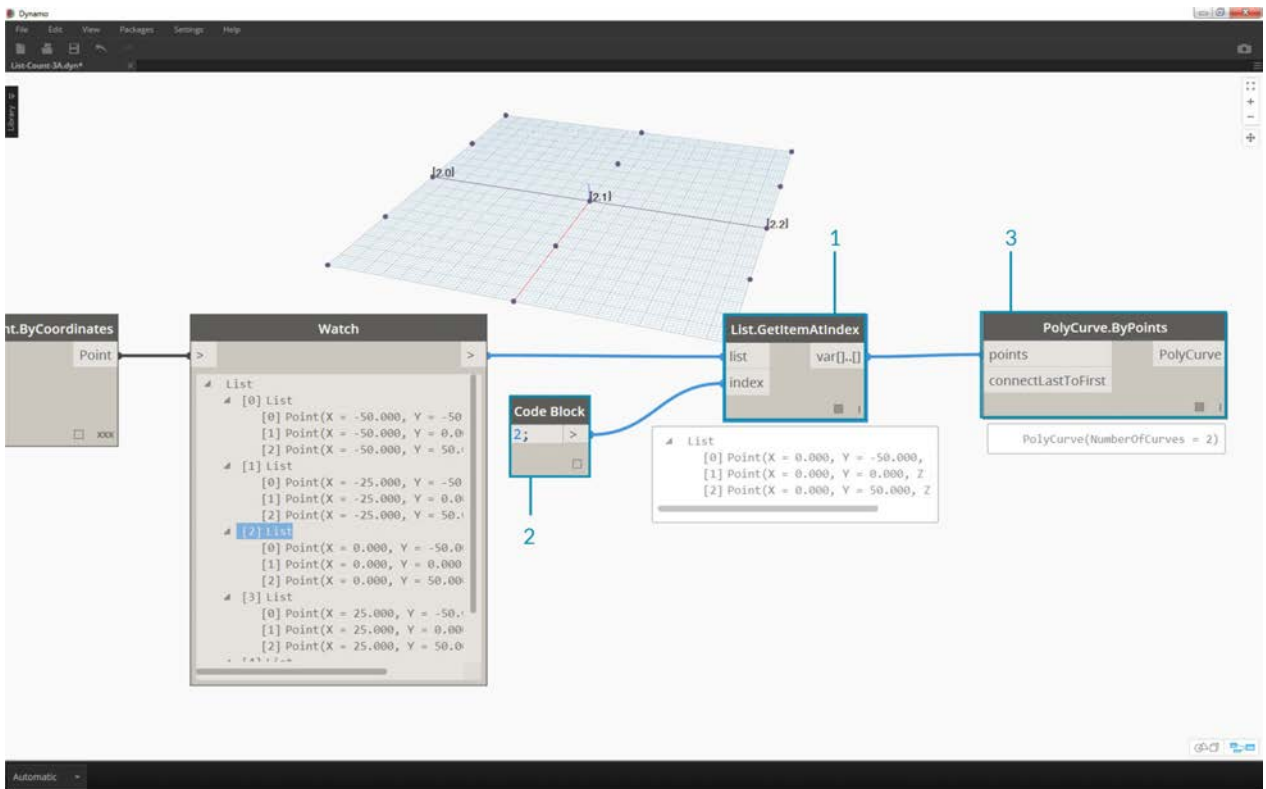 Dynamo
File Edit View Packages Settings Help
List-Count-3A.dyn*
Library
[2.0]
[2.1]
[2.2]
1
3
nt.ByCoordinates
Point
xxx
Watch
> >
List
[0] List
[0] Point(X = -50.000, Y = -50
[1] Point(X = -50.000, Y = 0.0
[2] Point(X = -50.000, Y = 50.
[1] List
[0] Point(X = -25.000, Y = -50
[1] Point(X = -25.000, Y = 0.0
[2] Point(X = -25.000, Y = 50.
[2] List
[0] Point(X = 0.000, Y = -50.0
[1] Point(X = 0.000, Y = 0.000
[2] Point(X = 0.000, Y = 50.00
[3] List
[0] Point(X = 25.000, Y = -50.
[1] Point(X = 25.000, Y = 0.00
[2] Point(X = 25.000, Y = 50.0
Code Block
2; >
2
List.GetItemAtIndex
list var[]..[]
index
List
[0] Point(X = 0.000, Y = -50.000,
[1] Point(X = 0.000, Y = 0.000, Z
[2] Point(X = 0.000, Y = 50.000, Z
PolyCurve.ByPoints
points PolyCurve
connectLastToFirst
PolyCurve(NumberOfCurves = 2)
Automatic